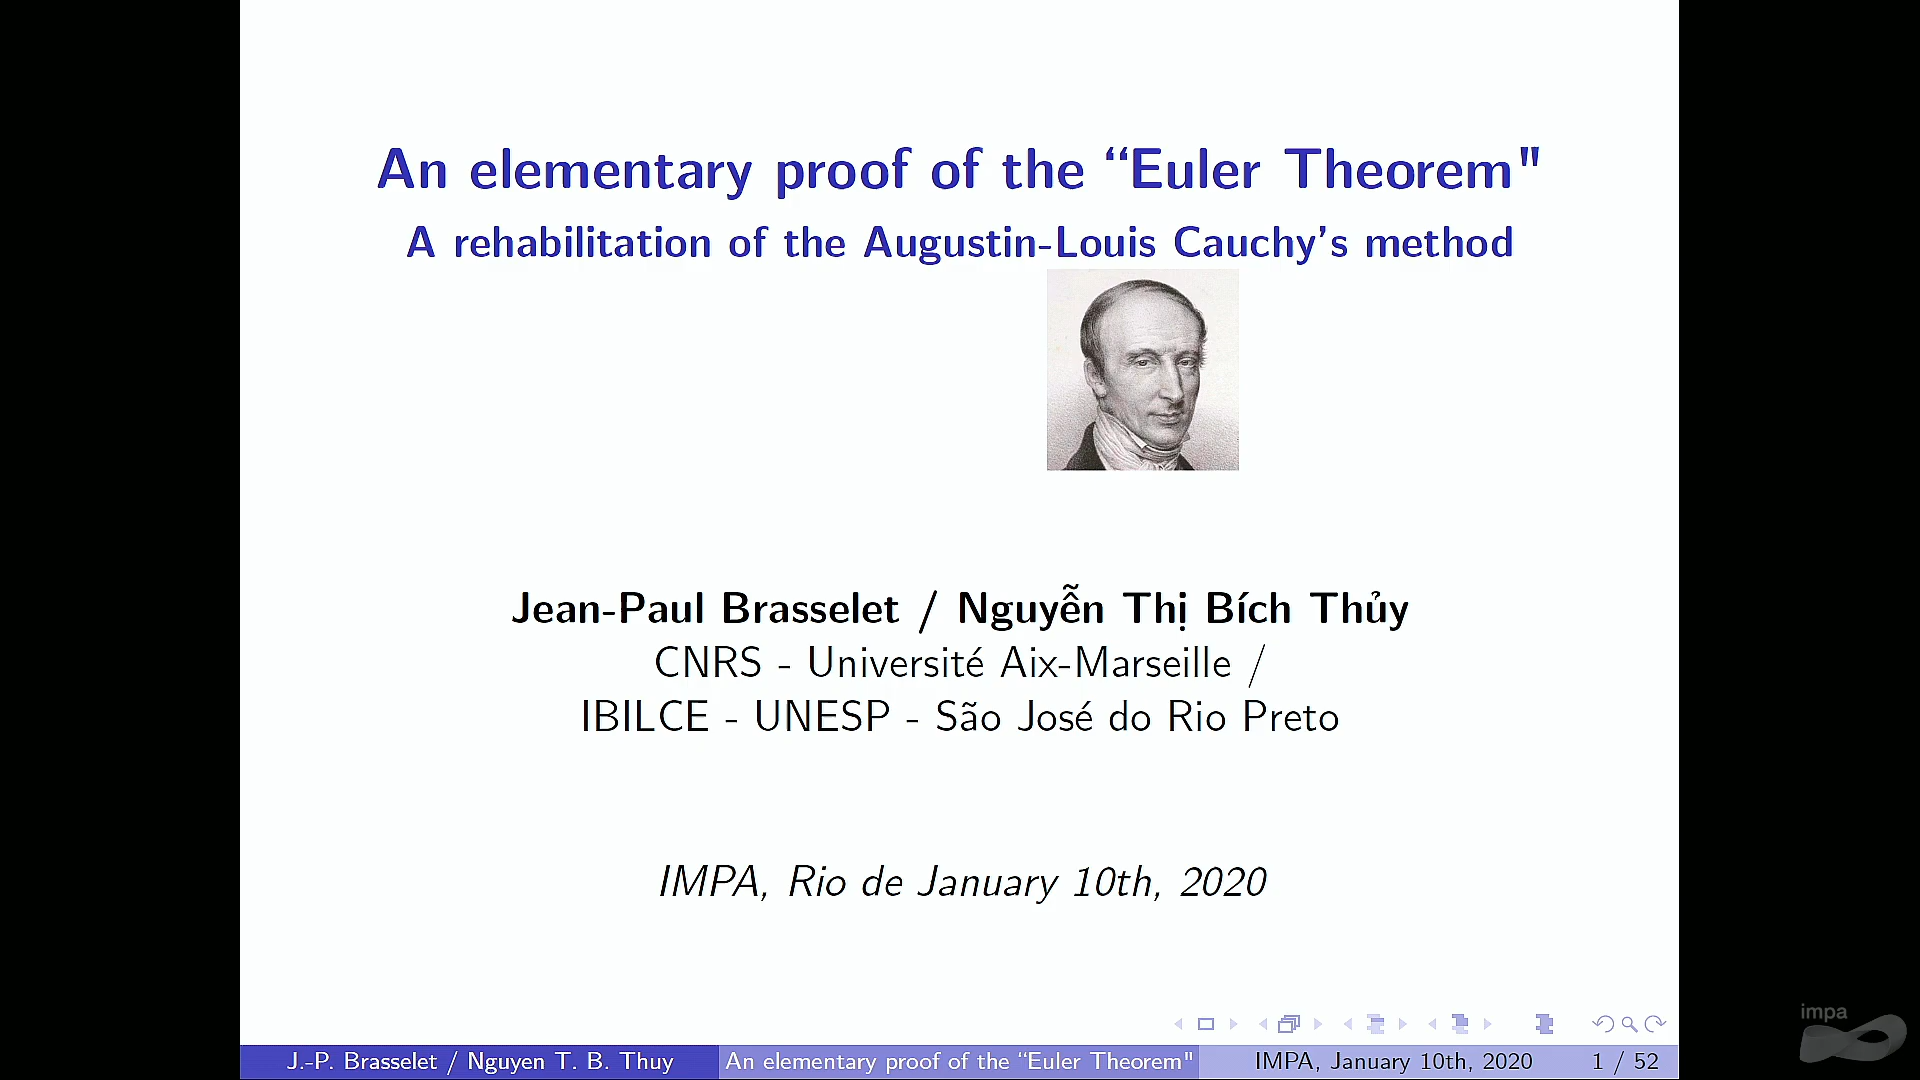 An elementary proof of the “Euler Theorem"
A rehabilitation of the Augustin-Louis Cauchy's method
Jean-Paul Brasselet / Nguyễn Thị Bích Thủy
CNRS - Université Aix-Marseille /
IBILCE - UNESP - São José do Rio Preto
IMPA, Rio de January 10th, 2020
impa
J.-P. Brasselet / Nguyen T. B. Thuy An elementary proof of the “Euler Theorem" IMPA, January 10th, 2020 1 / 52